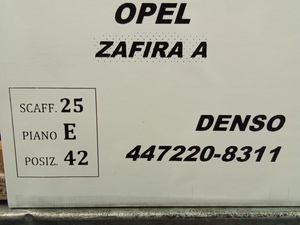 OPEL
ZAFIRA A
SCAFF. 25
PIANO E
POSIZ. 42
DENSO
447220-8311